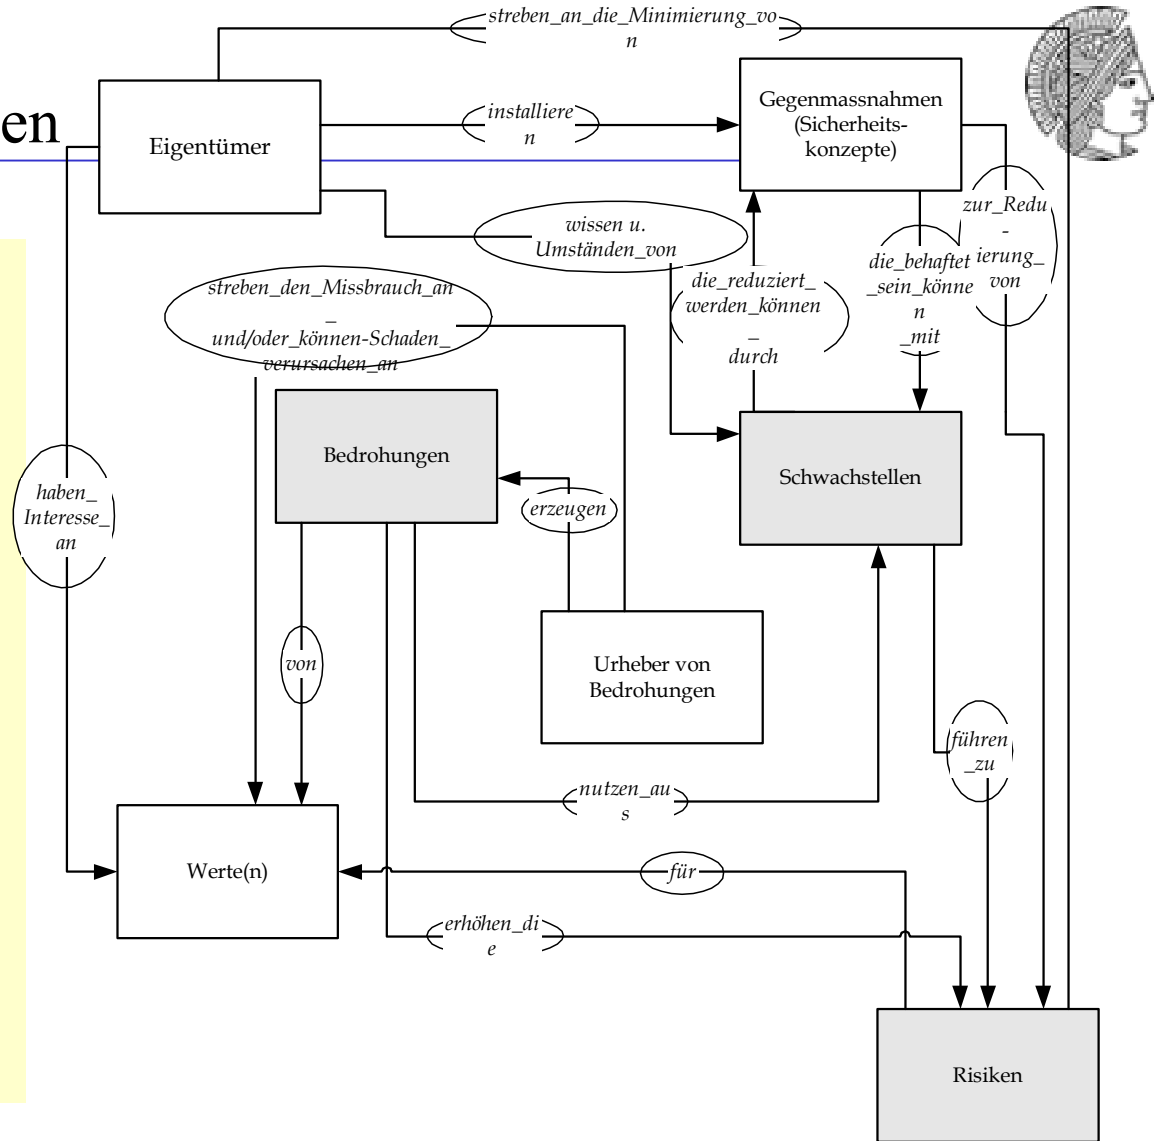 streben_an_die_Minimierung_vo
n
en
Eigentümer
installiere
n
Gegenmassnahmen
(Sicherheits-
konzepte)
wissen u.
Umständen_von
zur_Redu
-
ierung_
von
die_behaftet
_sein_könne
n
_mit
die_reduziert_
werden_können
_
durch
streben_den_Missbrauch_an
_
und/oder_können-Schaden_
verursachen_an
Bedrohungen
Schwachstellen
haben_
Interesse_
an
erzeugen
von
Urheber von
Bedrohungen
führen
_zu
nutzen_au
s
Werte(n)
für
erhöhen_di
e
Risiken